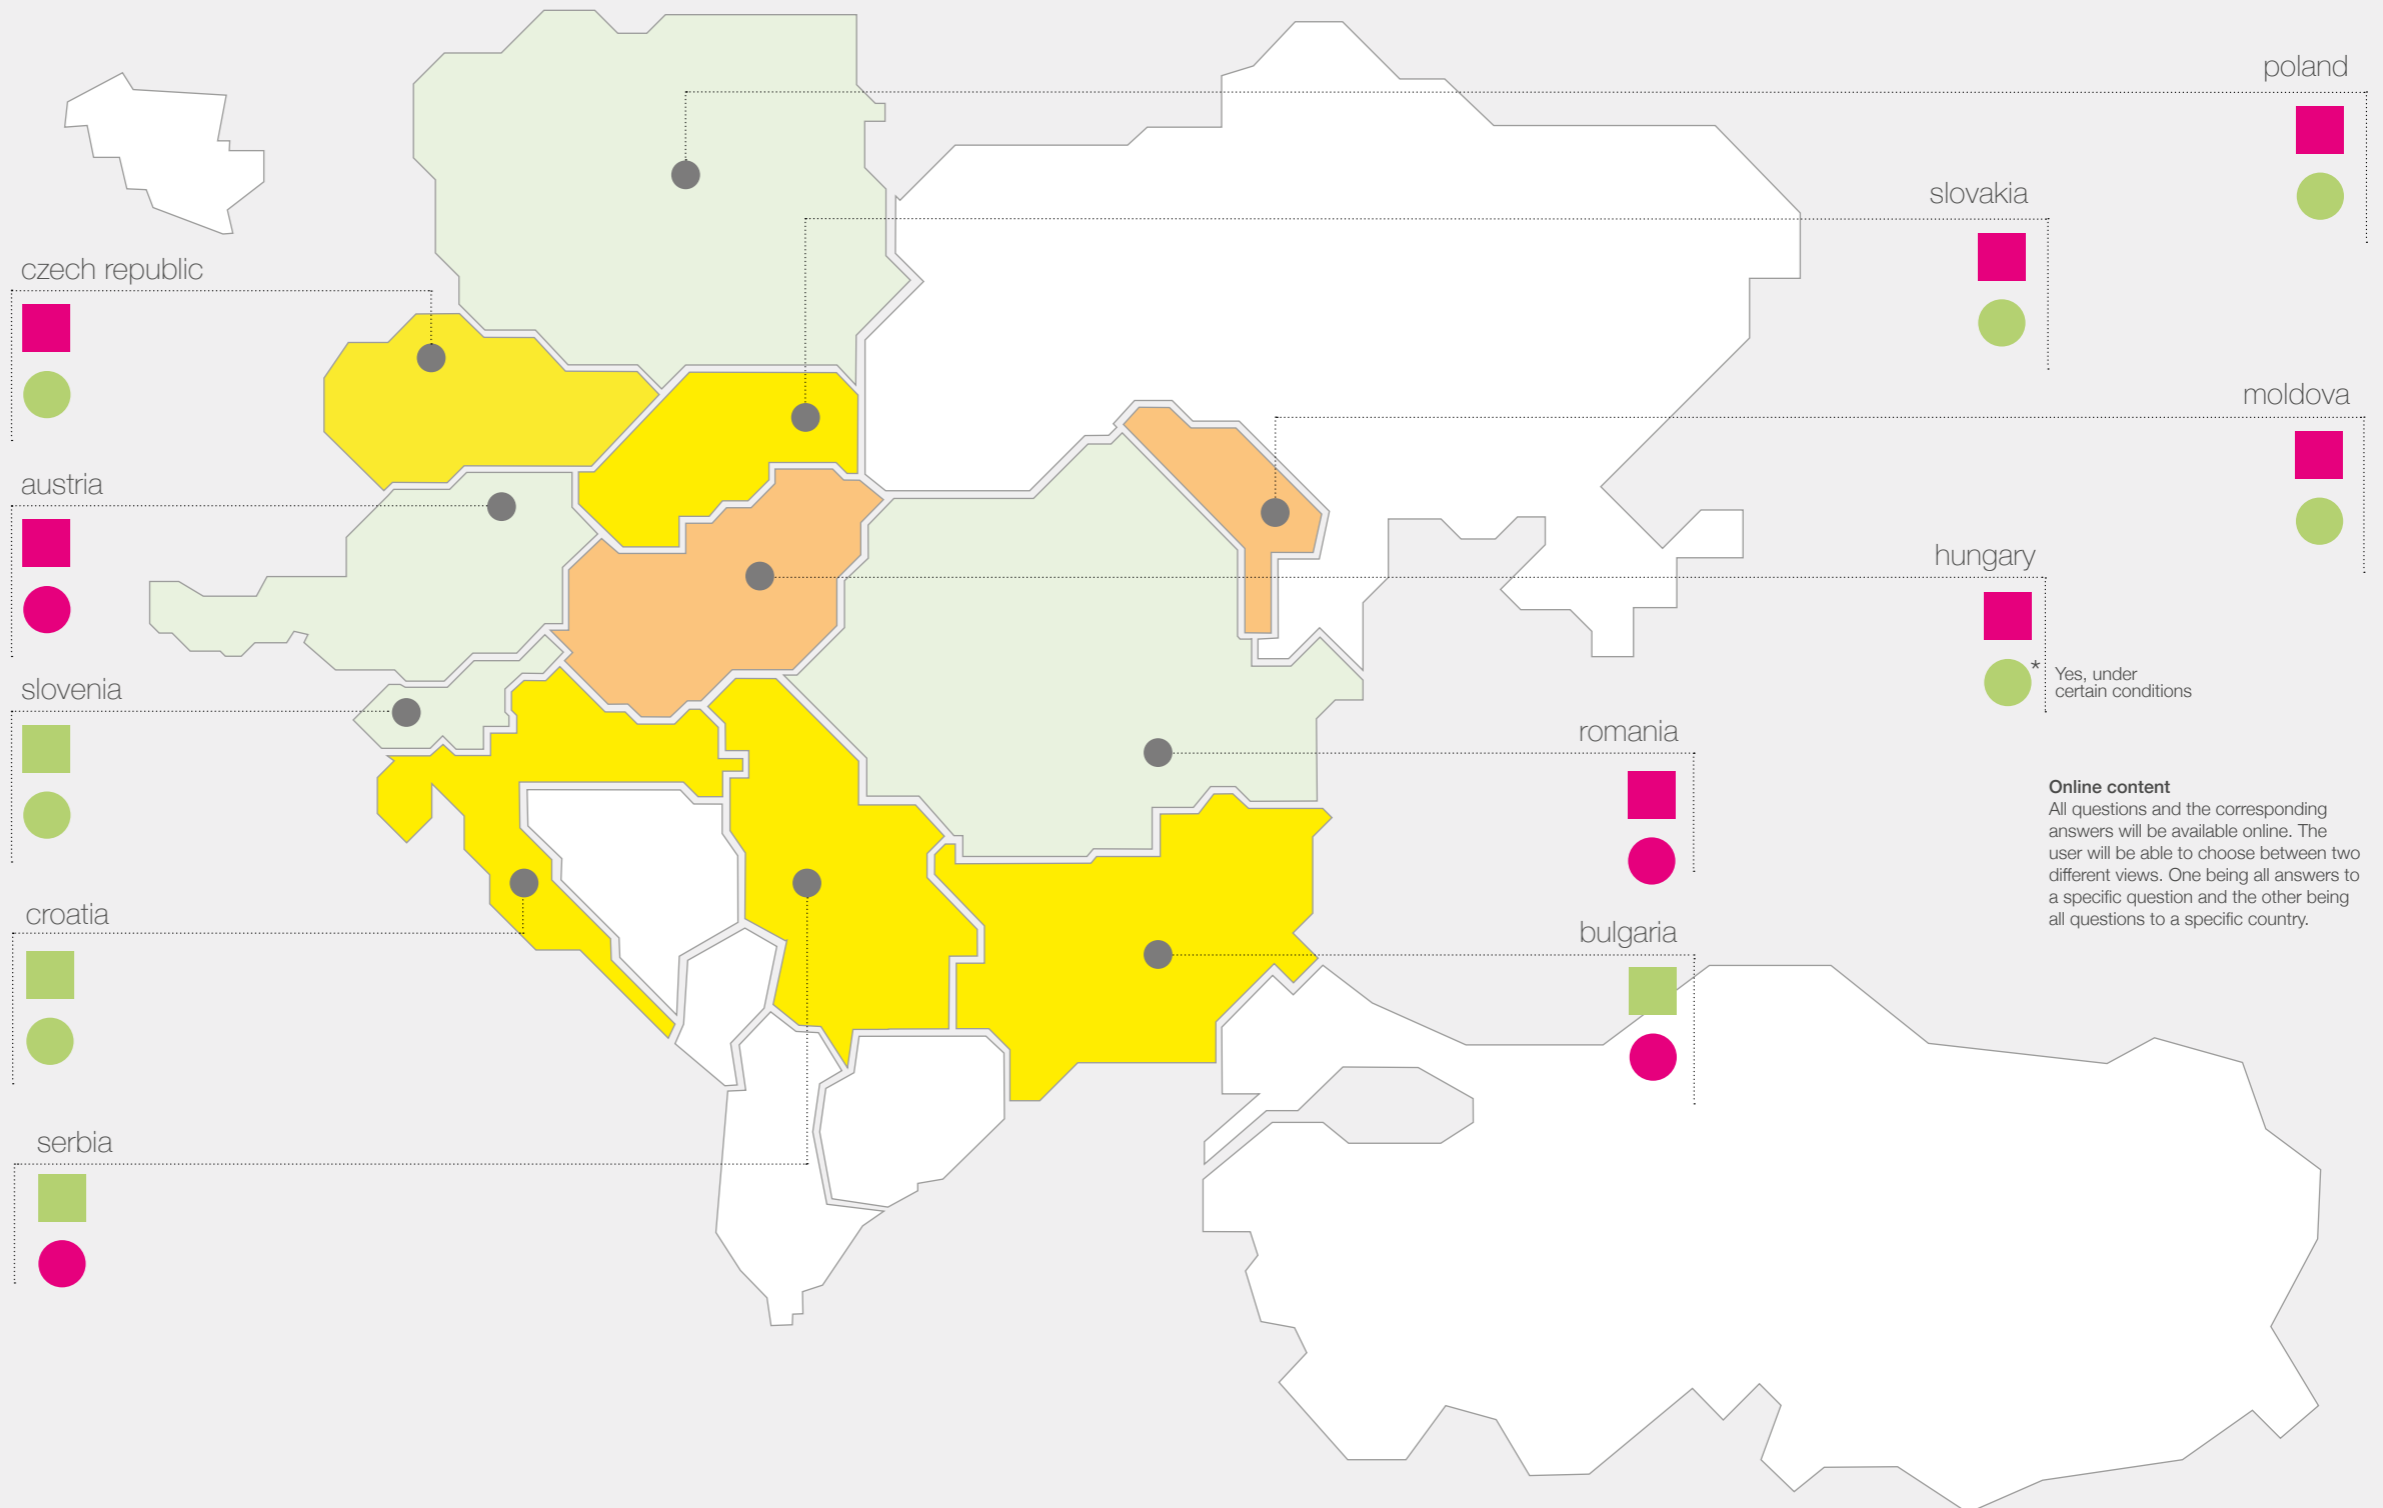 poland
slovakia
czech republic
moldova
austria
hungary
*
Yes, under
certain conditions
slovenia
romania
Online content
All questions and the corresponding
answers will be available online. The
user will be able to choose between two
different views. One being all answers to
a specific question and the other being
all questions to a specific country.
croatia
bulgaria
serbia